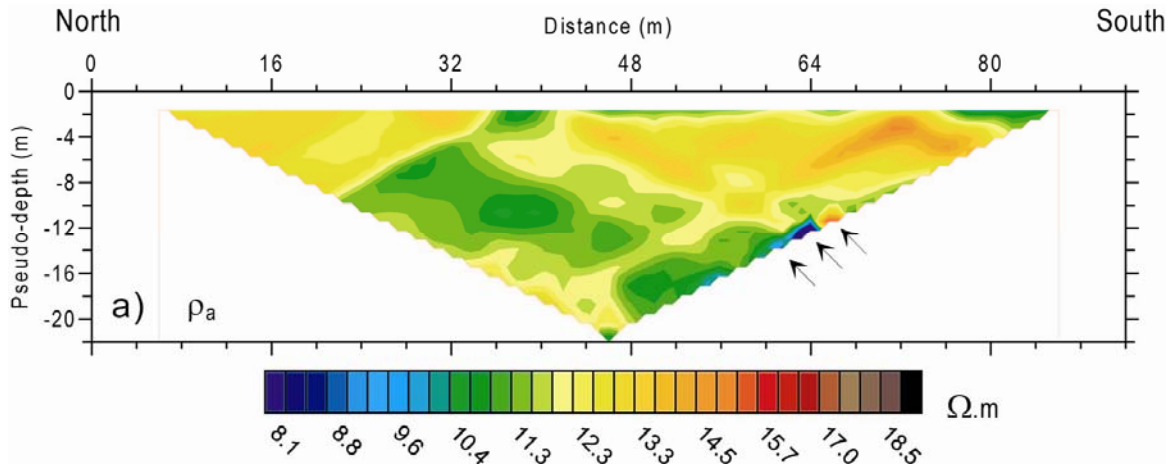 North Distance (m) South
0 16 32 48 64 80
0
-4
-8
-12
-16
-20
Pseudo-depth (m)
a) ρa
8.1 8.8 9.6 10.4 11.3 12.3 13.3 14.5 15.7 17.0 18.5 Ω.m